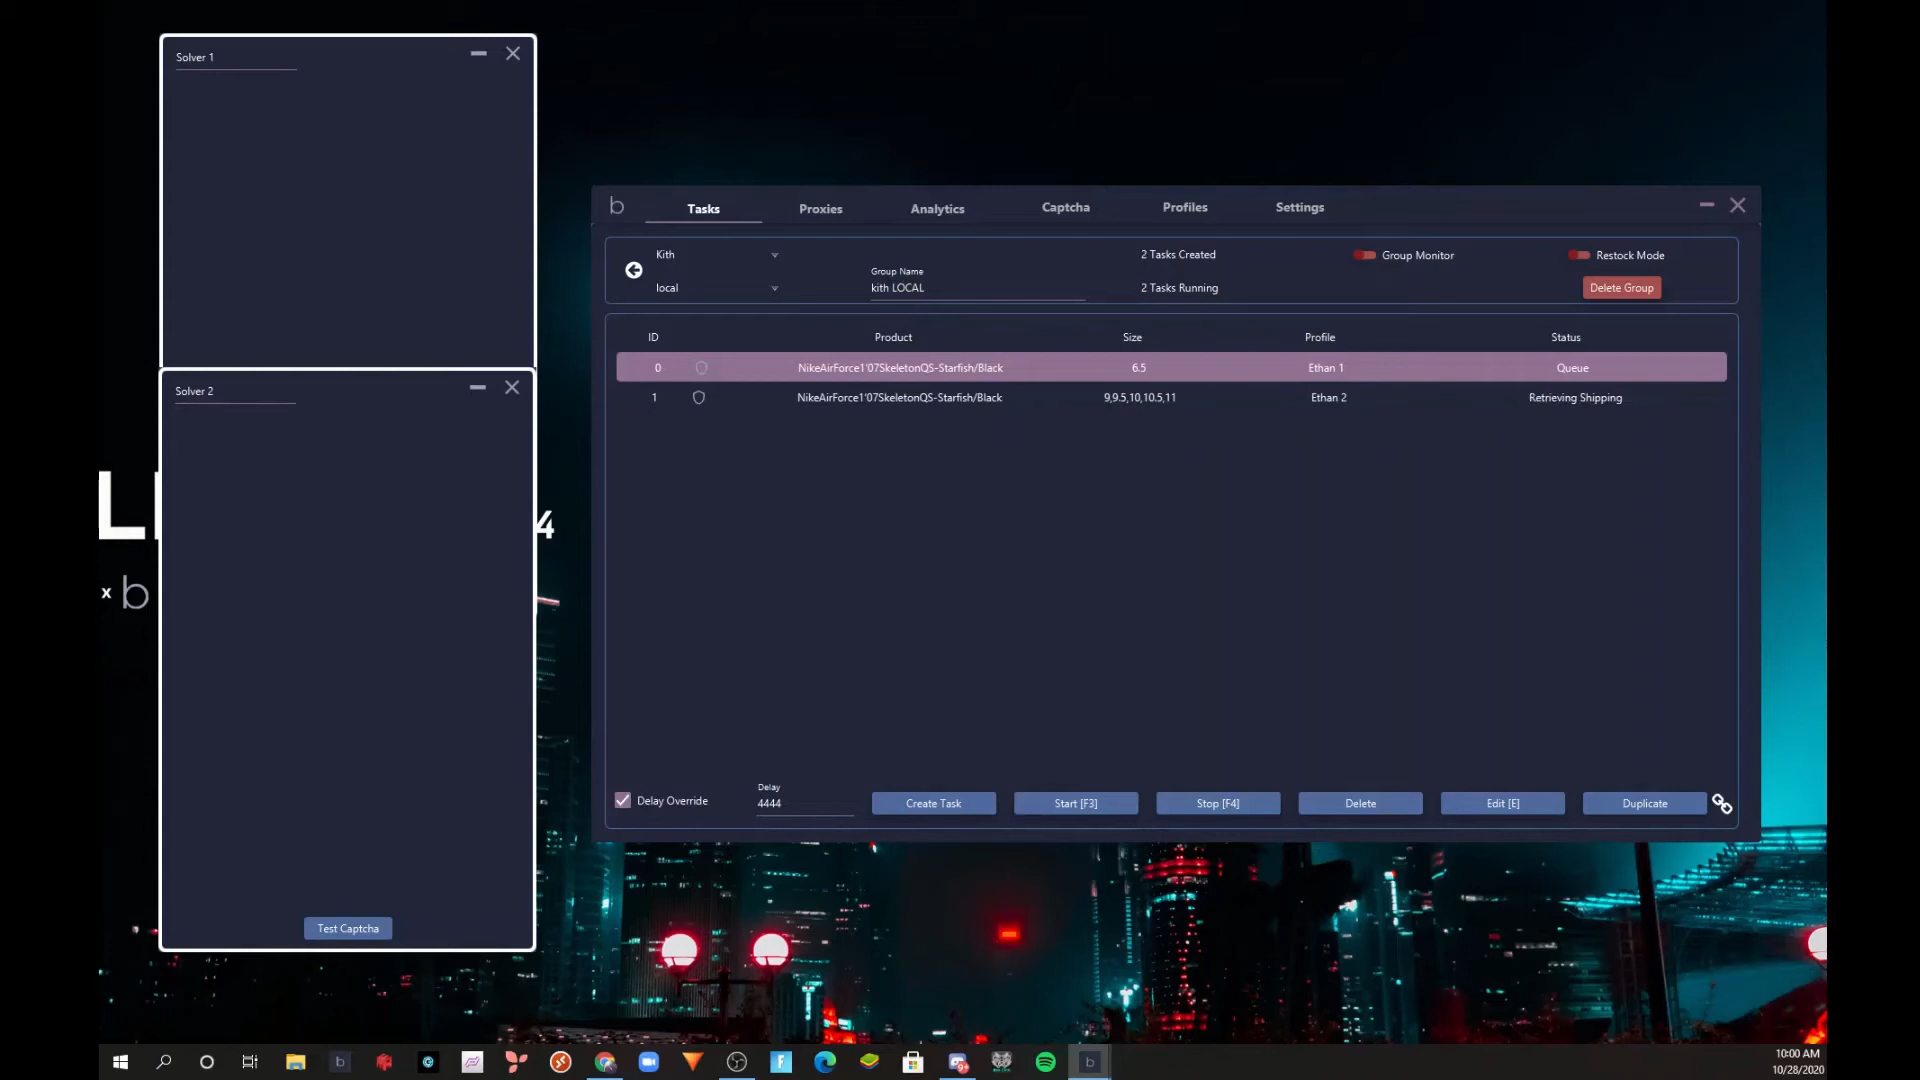 Solver 1
Solver 2
Test Captcha
4
x b
b
Tasks
Proxies
Analytics
Captcha
Profiles
Settings
Kith
local
Group Name
kith LOCAL
2 Tasks Created
2 Tasks Running
Group Monitor
Restock Mode
Delete Group
ID Product Size Profile Status
0 NikeAirForce1'07SkeletonQS-Starfish/Black 6.5 Ethan 1 Queue
1 NikeAirForce1'07SkeletonQS-Starfish/Black 9,9.5,10,10.5,11 Ethan 2 Retrieving Shipping
Delay Override
Delay
4444
Create Task
Start [F3]
Stop [F4]
Delete
Edit [E]
Duplicate
10:00 AM
10/28/2020